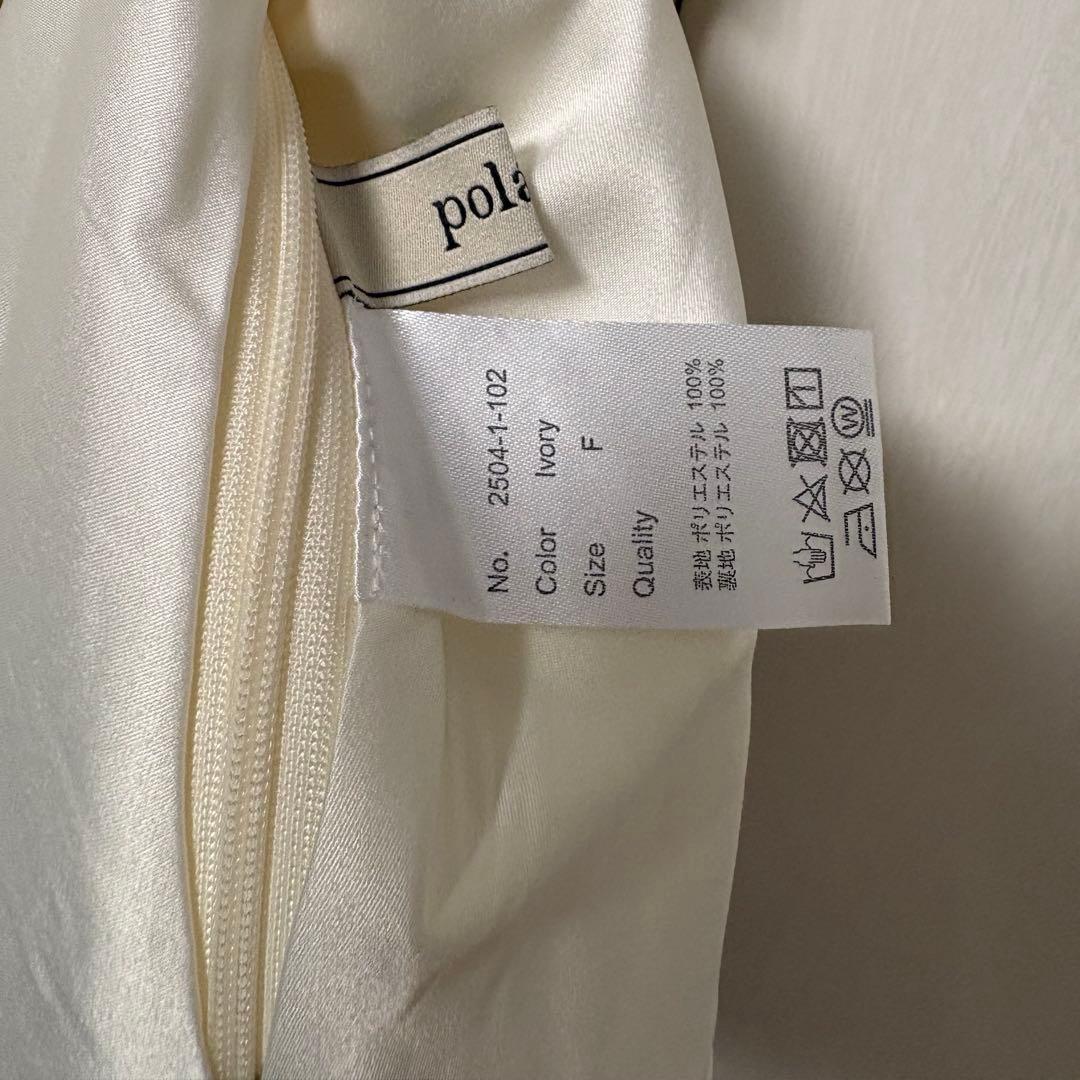 pola
No. 2504-1-102
Color Ivory
Size F
Quality
表地 ポリエステル 100%
裏地 ポリエステル 100%
W